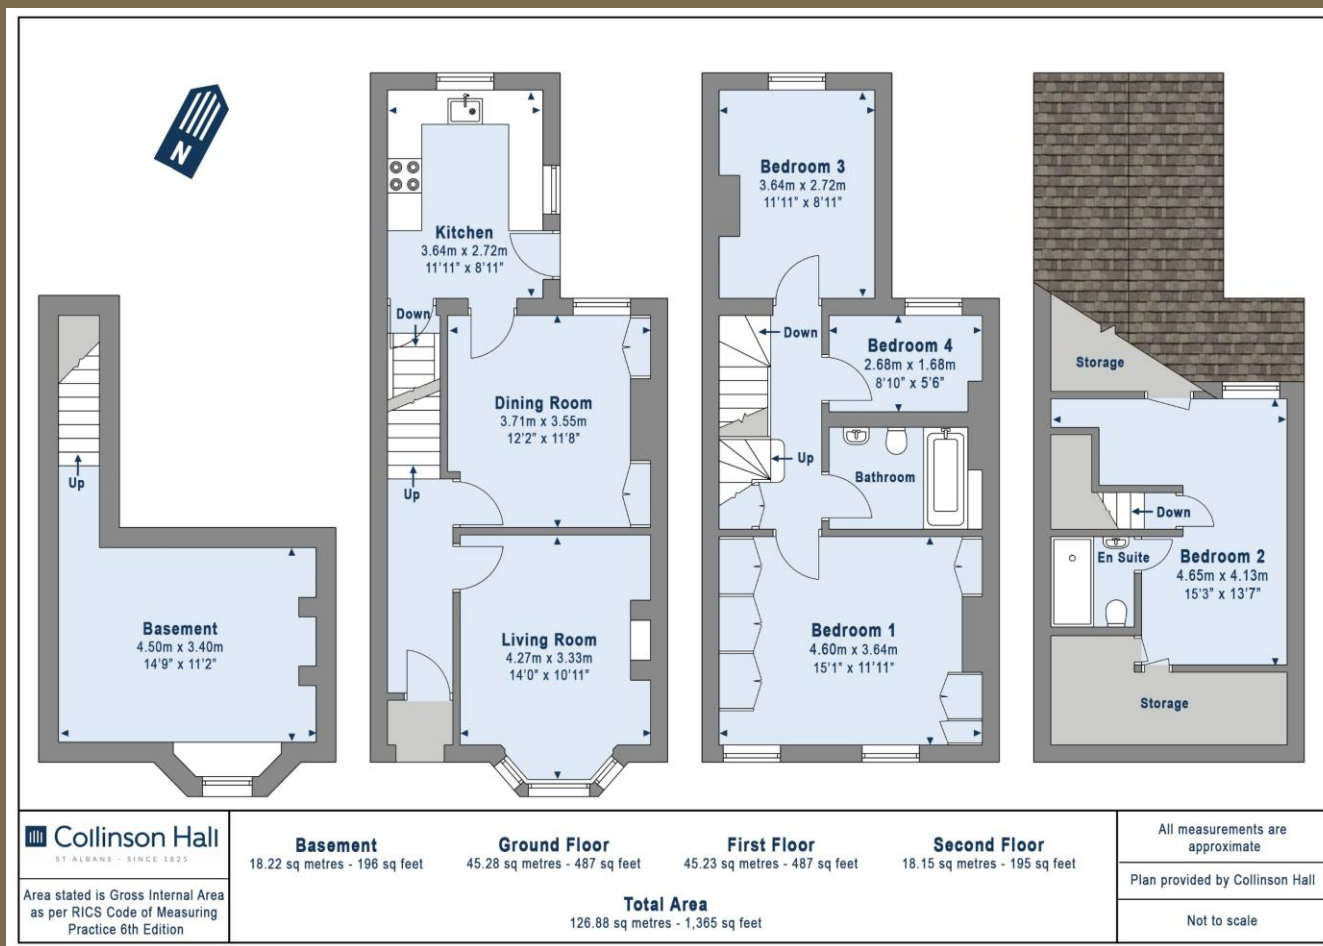 N
Kitchen
3.64m x 2.72m
11'11" x 8'11"
Down
Dining Room
3.71m x 3.55m
12'2" x 11'8"
Up
Living Room
4.27m x 3.33m
14'0" x 10'11"
Up
Basement
4.50m x 3.40m
14'9" x 11'2"
Bedroom 3
3.64m x 2.72m
11'11" x 8'11"
Down
Bedroom 4
2.68m x 1.68m
8'10" x 5'6"
Up
Bathroom
Bedroom 1
4.60m x 3.64m
15'1" x 11'11"
Storage
Down
En Suite
Bedroom 2
4.65m x 4.13m
15'3" x 13'7"
Storage
Collinson Hall
ST ALBANS - SINCE 1825
Area stated is Gross Internal Area
as per RICS Code of Measuring
Practice 6th Edition
Basement
18.22 sq metres - 196 sq feet
Ground Floor
45.28 sq metres - 487 sq feet
First Floor
45.23 sq metres - 487 sq feet
Second Floor
18.15 sq metres - 195 sq feet
Total Area
126.88 sq metres - 1,365 sq feet
All measurements are
approximate
Plan provided by Collinson Hall
Not to scale